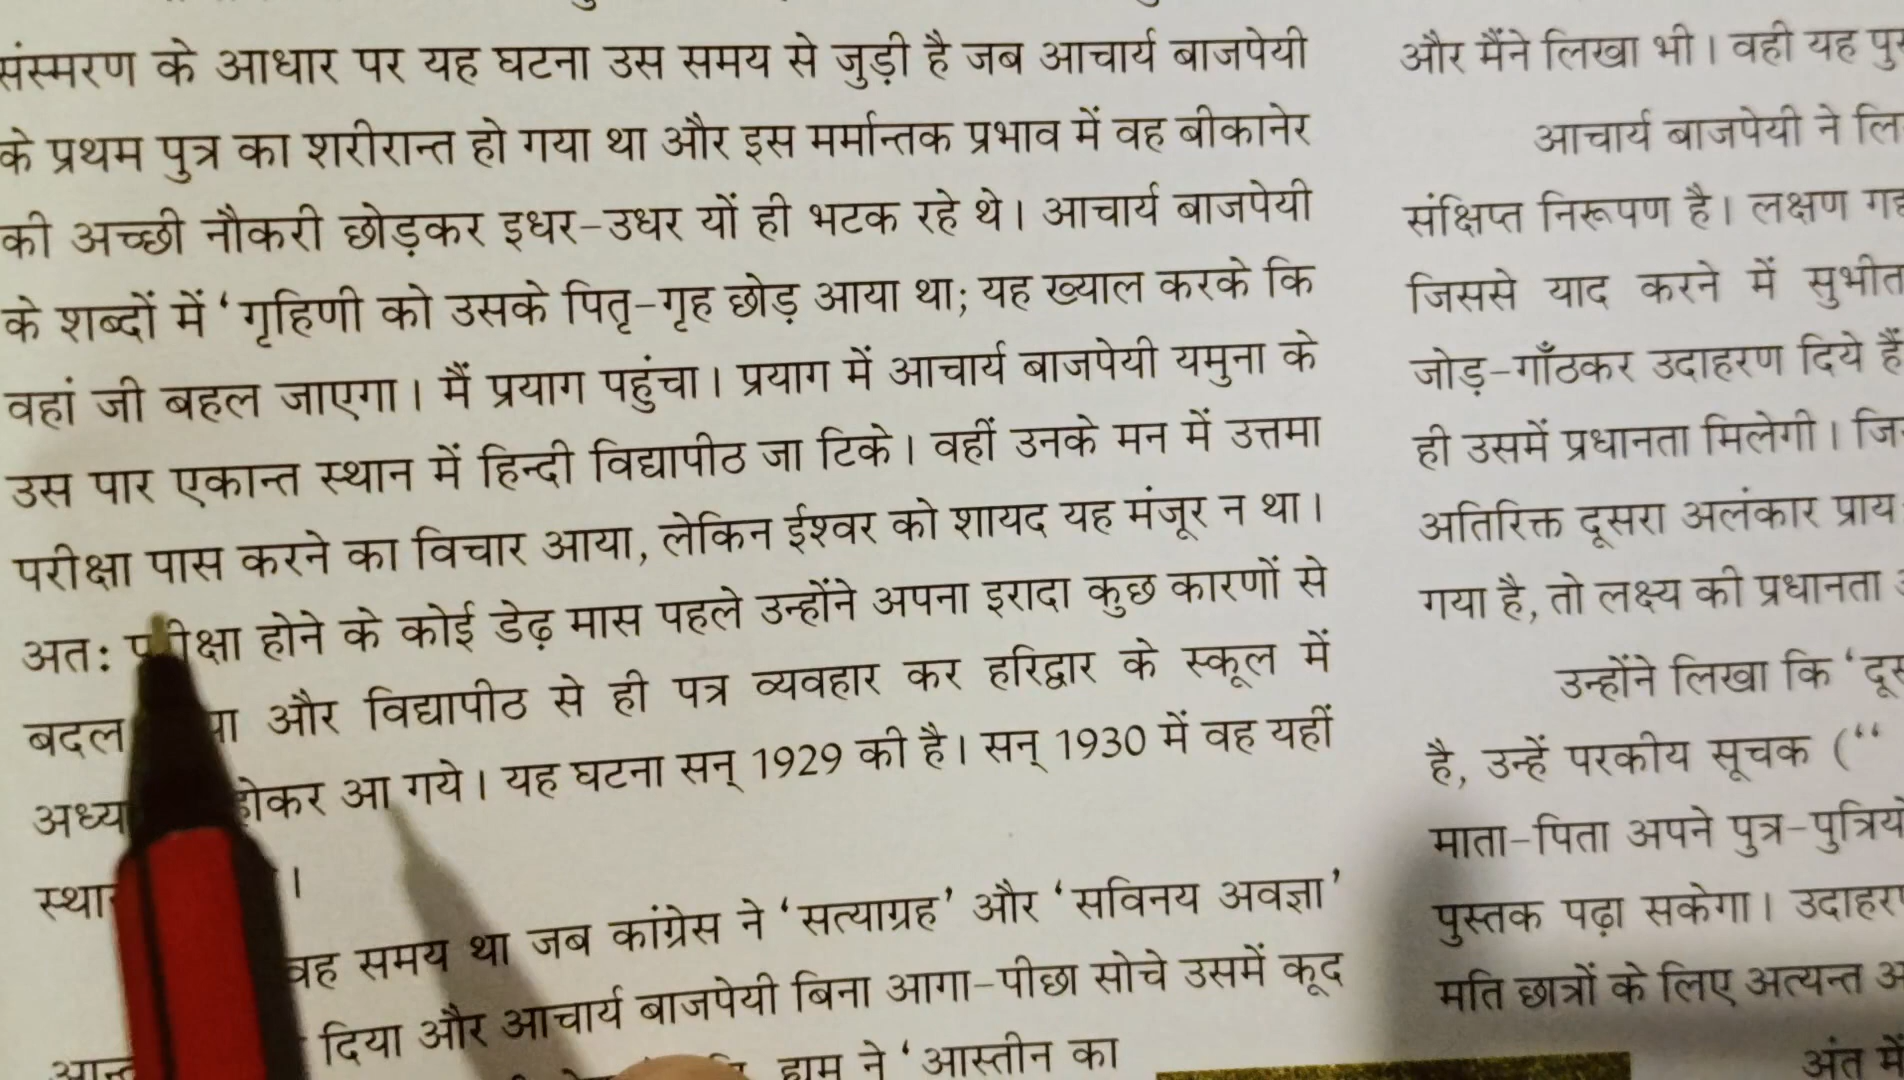 संस्मरण के आधार पर यह घटना उस समय से जुड़ी है जब आचार्य बाजपेयी
के प्रथम पुत्र का शरीरान्त हो गया था और इस मर्मान्तक प्रभाव में वह बीकानेर
की अच्छी नौकरी छोड़कर इधर-उधर यों ही भटक रहे थे। आचार्य बाजपेयी
के शब्दों में ‘गृहिणी को उसके पितृ-गृह छोड़ आया था; यह ख्याल करके कि
वहां जी बहल जाएगा। मैं प्रयाग पहुंचा। प्रयाग में आचार्य बाजपेयी यमुना के
उस पार एकान्त स्थान में हिन्दी विद्यापीठ जा टिके। वहीं उनके मन में उत्तमा
परीक्षा पास करने का विचार आया, लेकिन ईश्वर को शायद यह मंजूर न था।
अतः परीक्षा होने के कोई डेढ़ मास पहले उन्होंने अपना इरादा कुछ कारणों से
बदल और विद्यापीठ से ही पत्र व्यवहार कर हरिद्वार के स्कूल में
होकर आ गये। यह घटना सन् 1929 की है। सन् 1930 में वह यहीं
।
वह समय था जब कांग्रेस ने ‘सत्याग्रह’ और ‘सविनय अवज्ञा’
दिया और आचार्य बाजपेयी बिना आगा-पीछा सोचे उसमें कूद
ने ‘आस्तीन का
और मैंने लिखा भी। वही यह
आचार्य बाजपेयी ने
संक्षिप्त निरूपण है। लक्षण
जिससे याद करने में
जोड़-गाँठकर उदाहरण दिये हैं
ही उसमें प्रधानता मिलेगी।
अतिरिक्त दूसरा अलंकार
गया है, तो लक्ष्य की प्रधानता
उन्होंने लिखा कि
है, उन्हें परकीय सूचक (“
माता-पिता अपने
पुस्तक पढ़ा सकेगा।
मति छात्रों के लिए अत्यन्त
अंत में